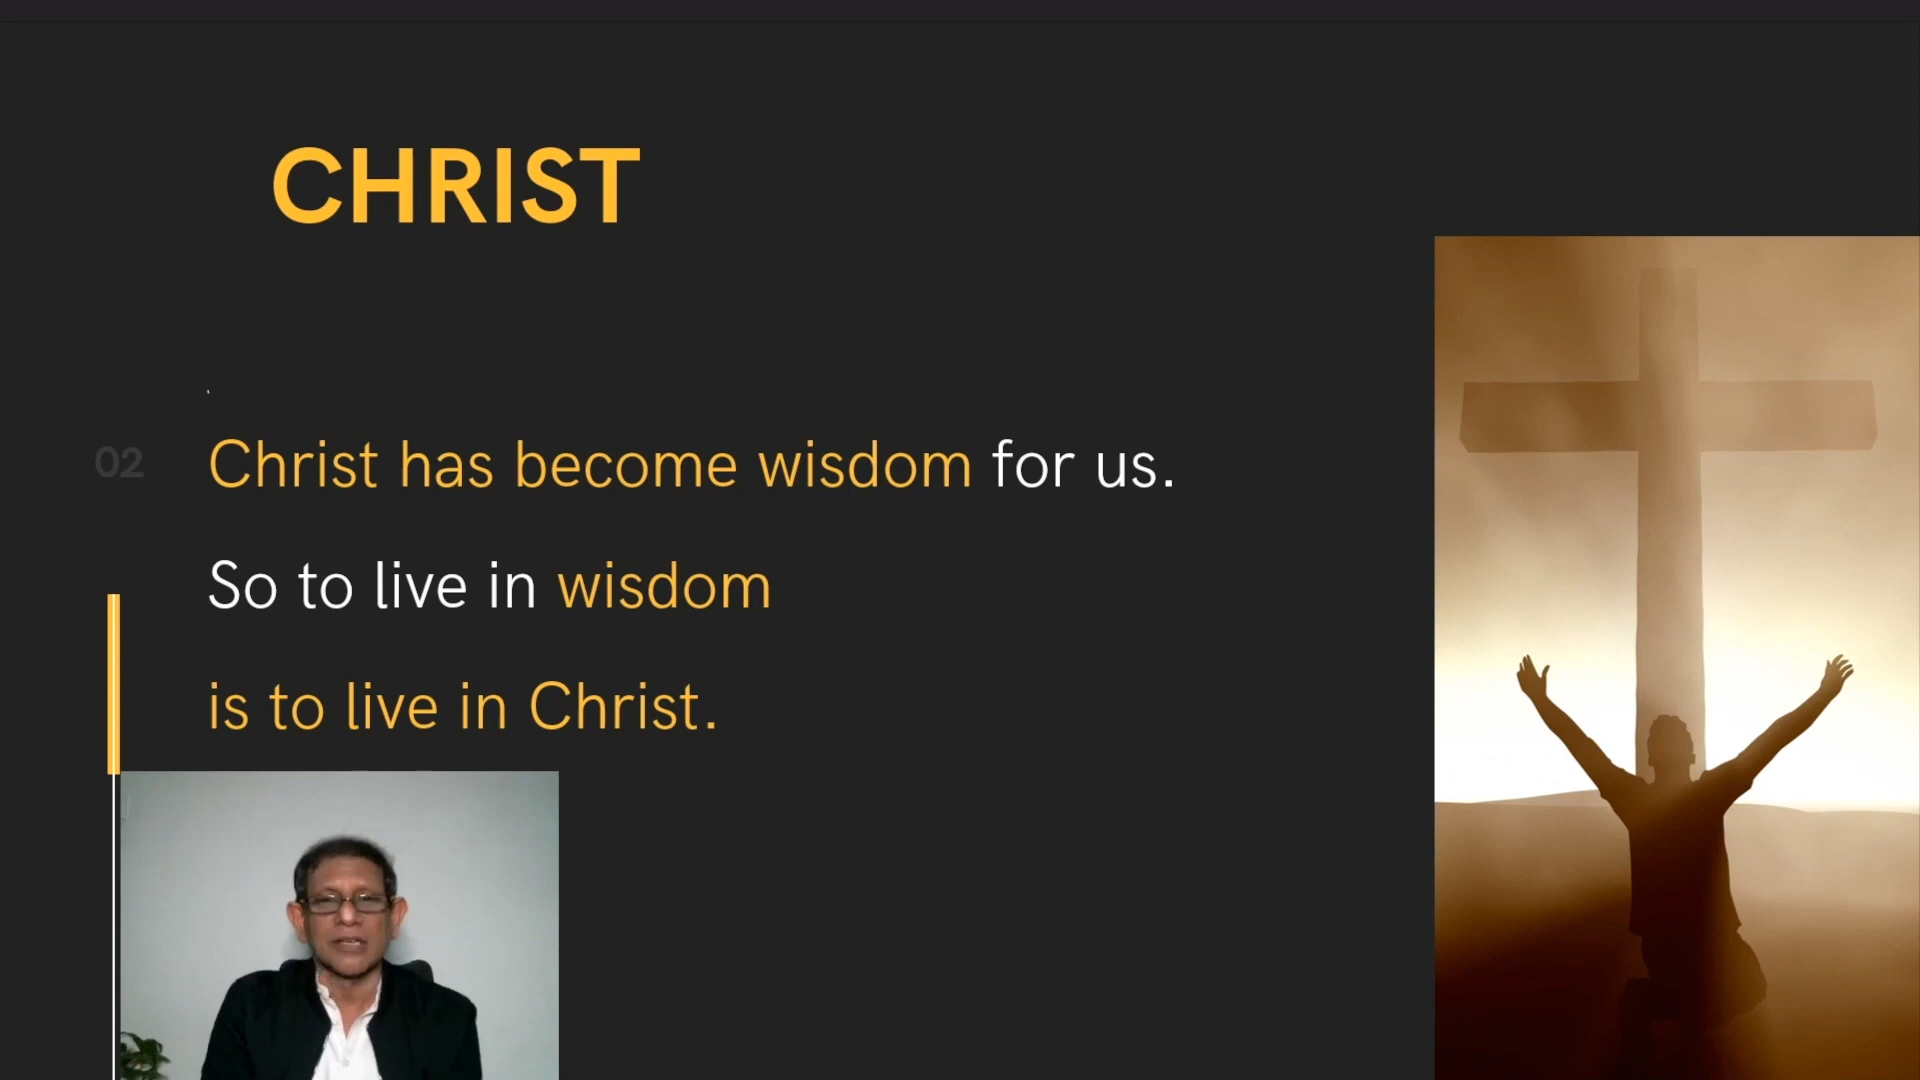 CHRIST
02
Christ has become wisdom for us.
So to live in wisdom
is to live in Christ.